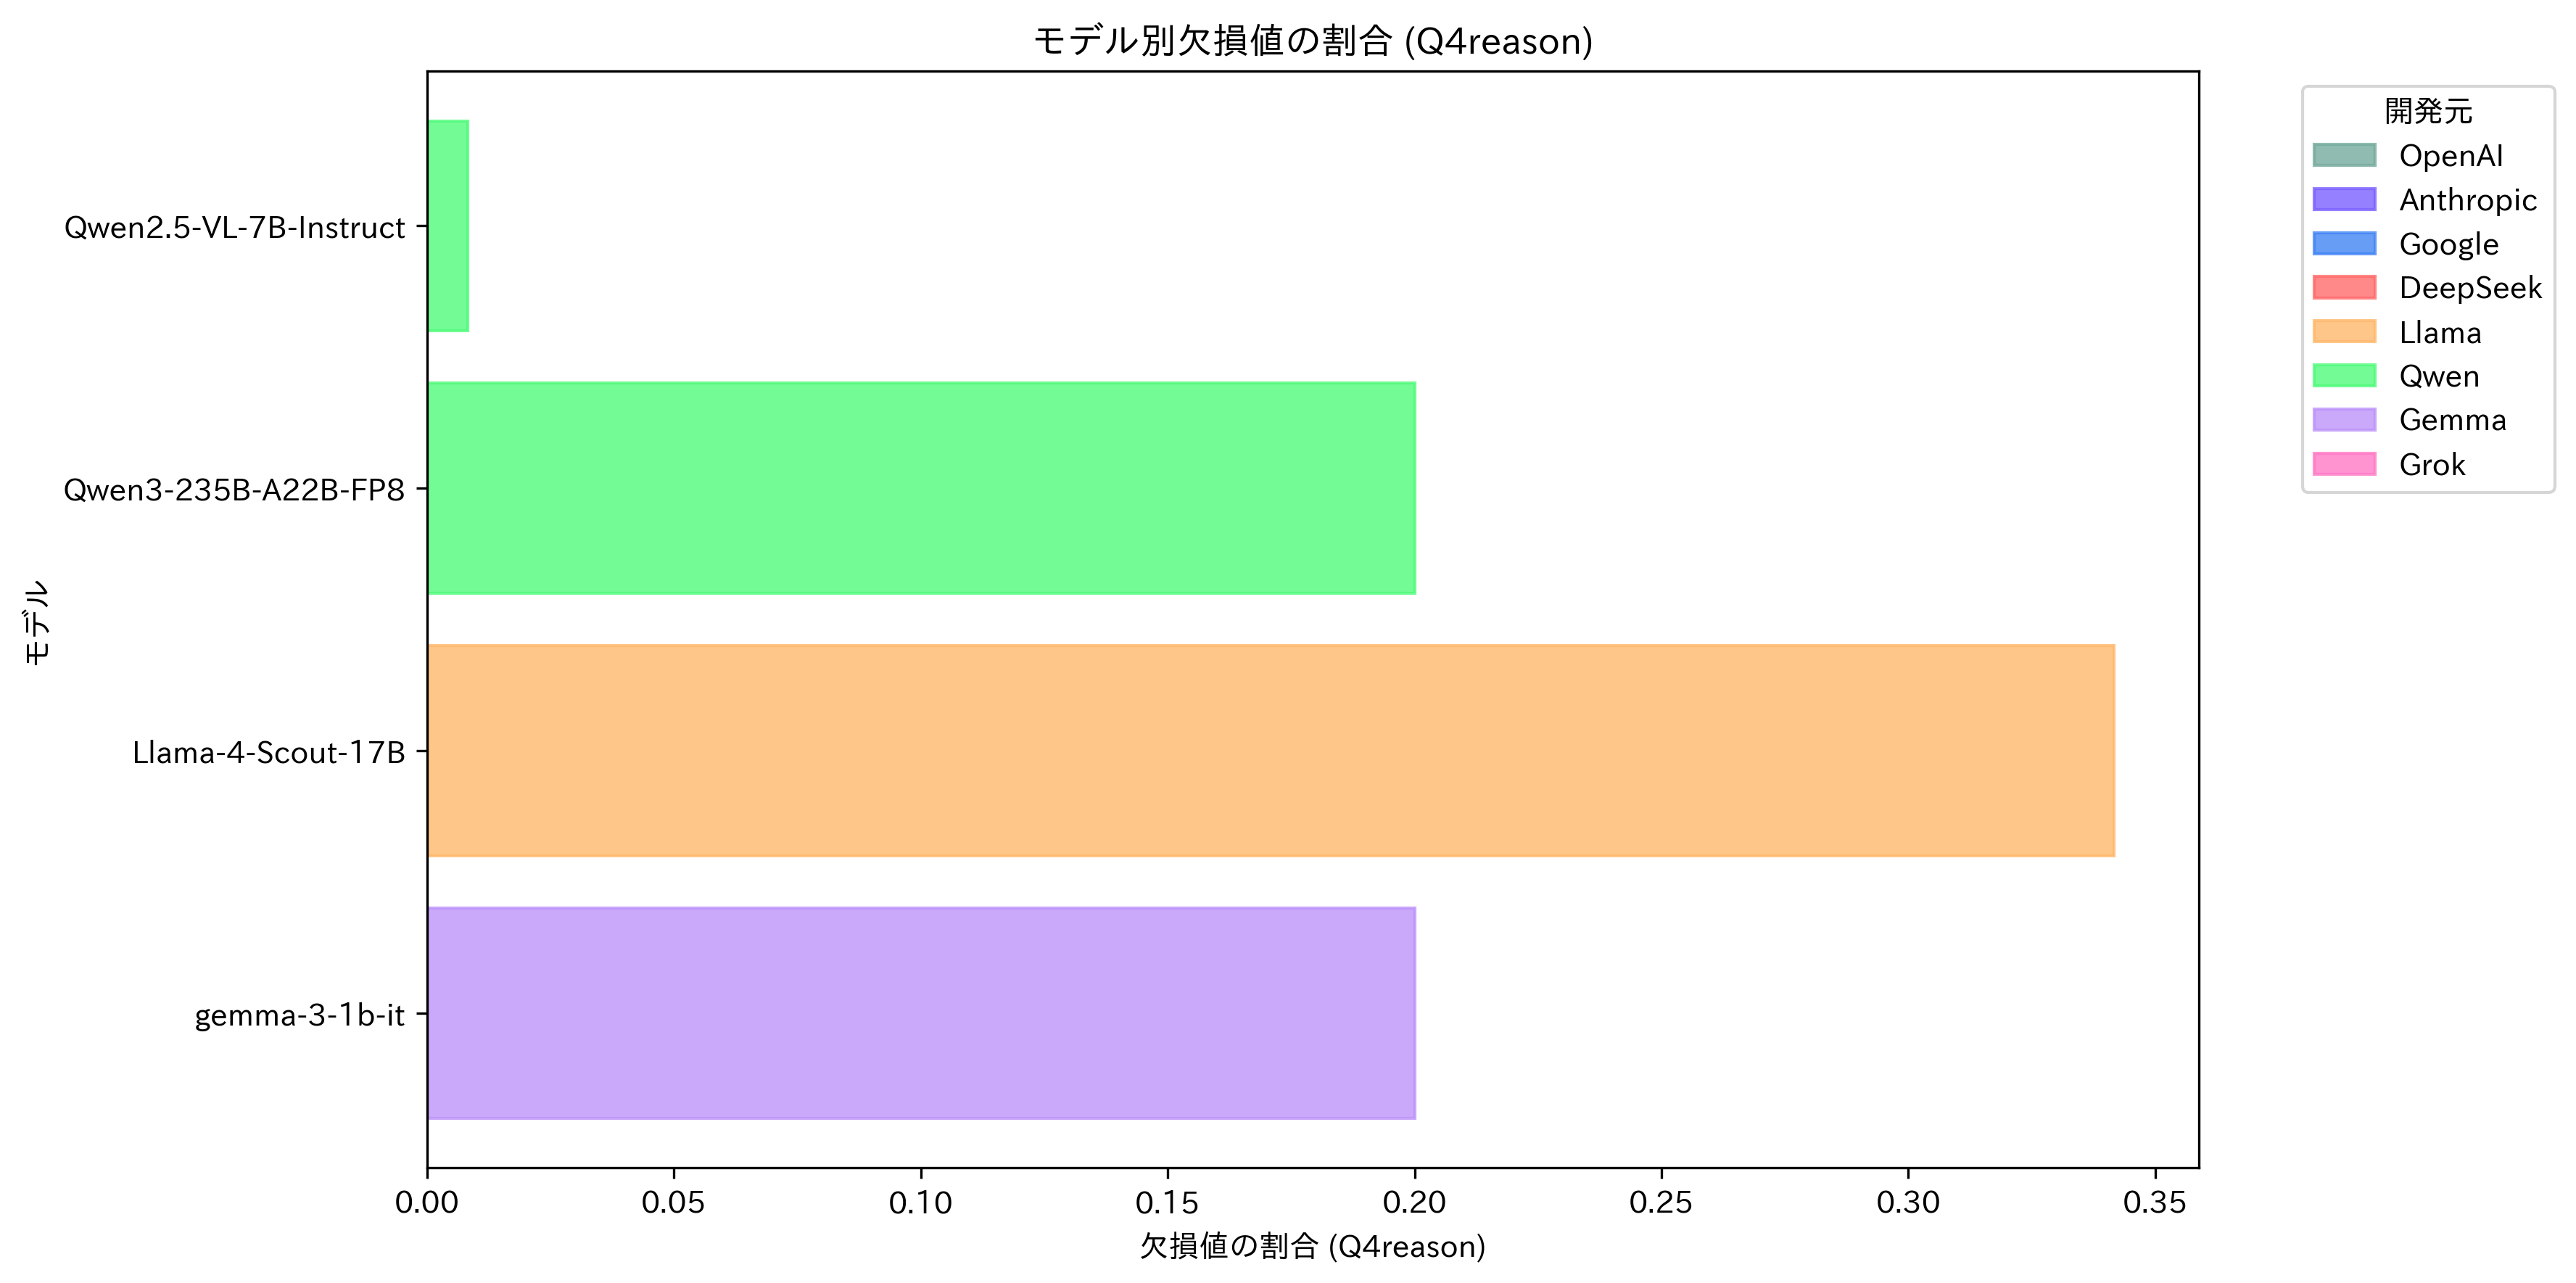 モデル別欠損値の割合 (Q4reason)
開発元
OpenAI
Anthropic
Google
DeepSeek
Llama
Qwen
Gemma
Grok
モデル
Qwen2.5-VL-7B-Instruct
Qwen3-235B-A22B-FP8
Llama-4-Scout-17B
gemma-3-1b-it
0.00 0.05 0.10 0.15 0.20 0.25 0.30 0.35
欠損値の割合 (Q4reason)